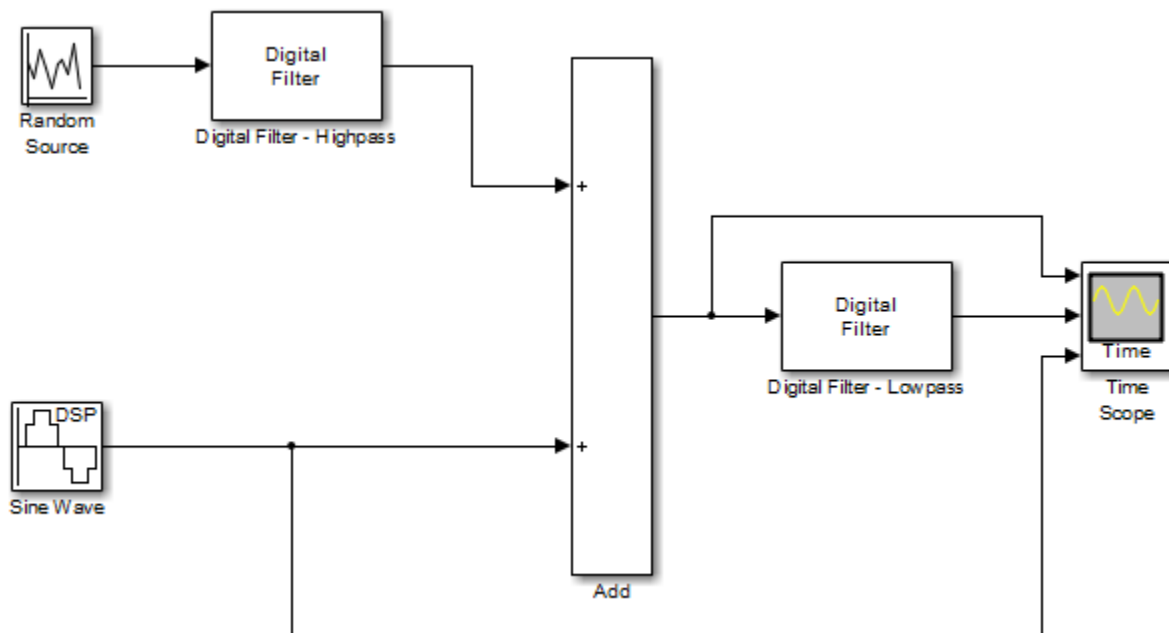 Digital
Filter
Random
Source
Digital Filter - Highpass
+
Digital
Filter
Time
Digital Filter - Lowpass
Time
Scope
DSP
+
Sine Wave
Add